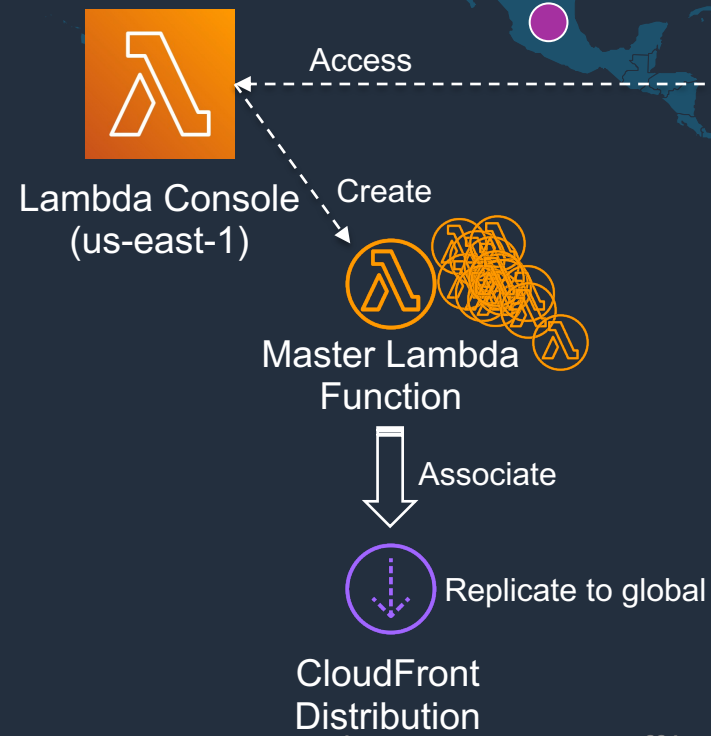 Access
Lambda Console
(us-east-1)
Create
Master Lambda
Function
Associate
Replicate to global
CloudFront
Distribution